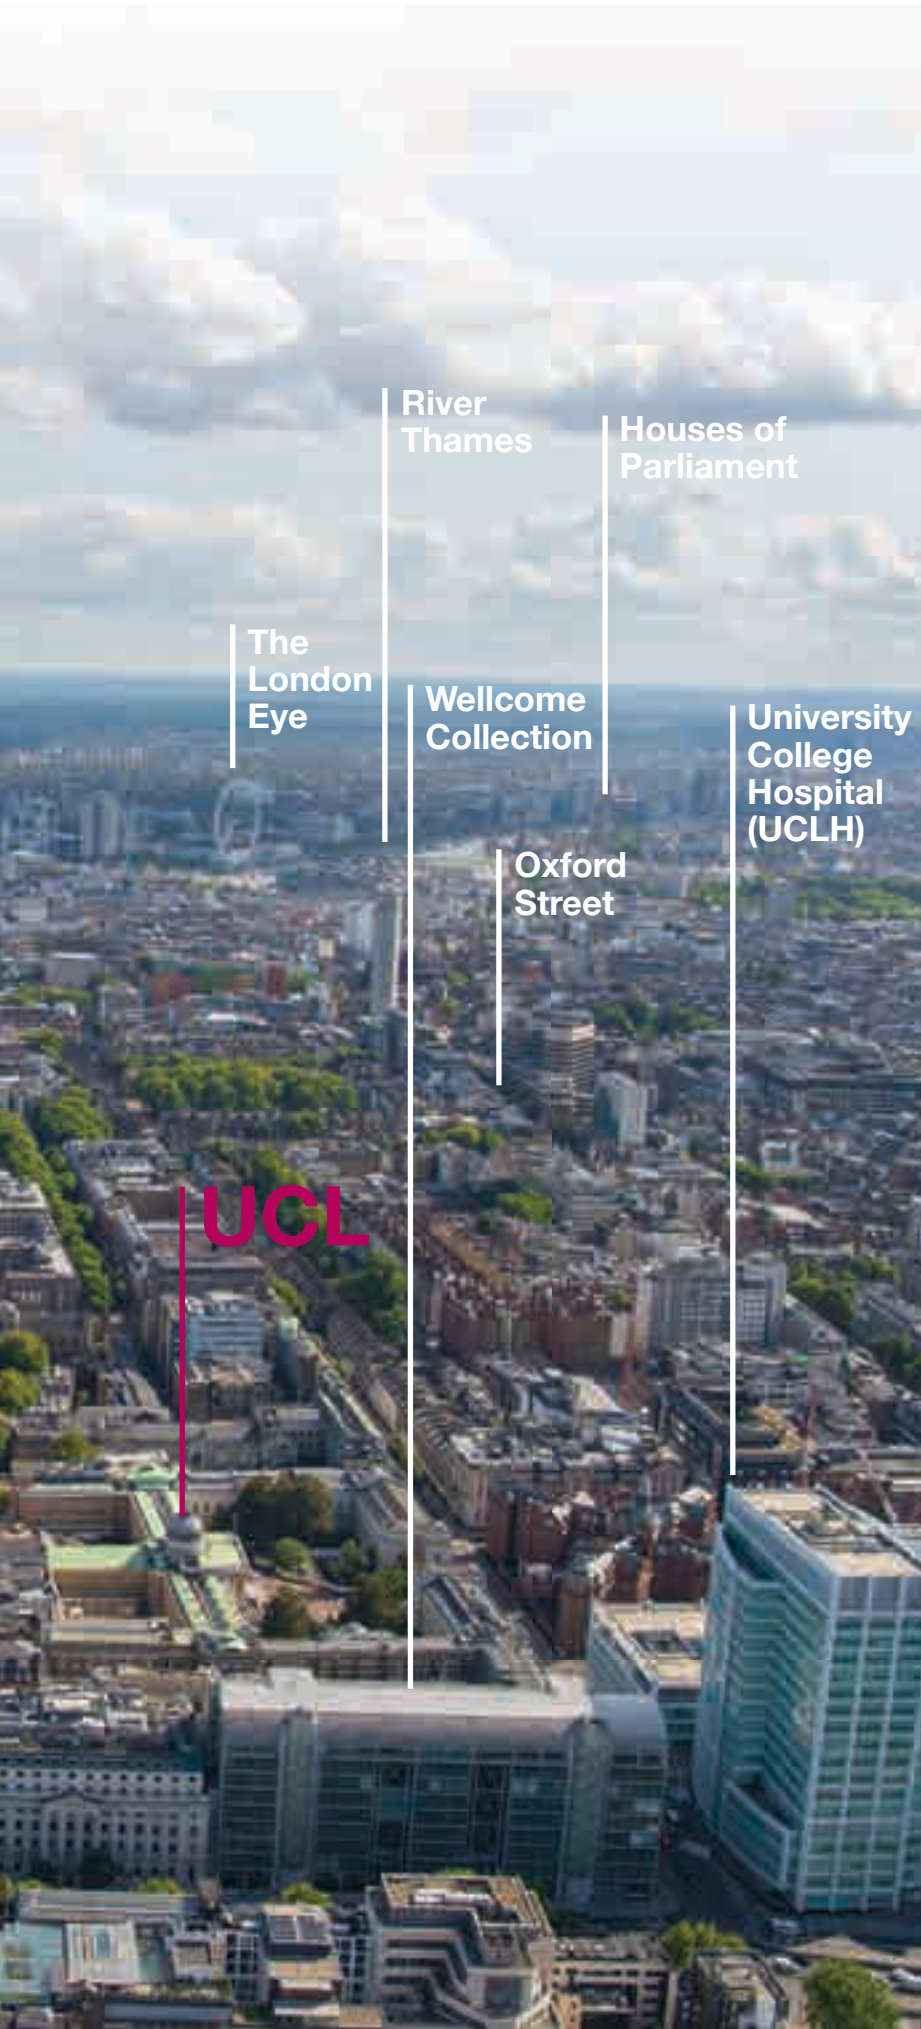 River
Thames
Houses of
Parliament
The
London
Eye
Wellcome
Collection
University
College
Hospital
(UCLH)
Oxford
Street
UCL